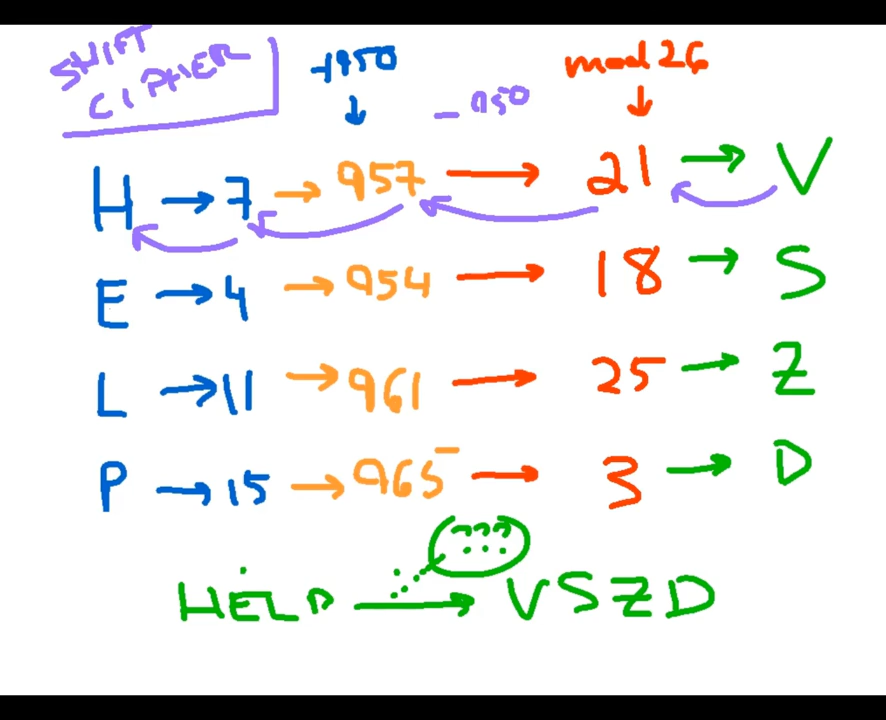 SHIFT
CIPHER
+950
-950
mod 26
H → 7 → 957 → 21 → V
E → 4 → 954 → 18 → S
L → 11 → 961 → 25 → Z
P → 15 → 965 → 3 → D
(???)
HELP → VSZD